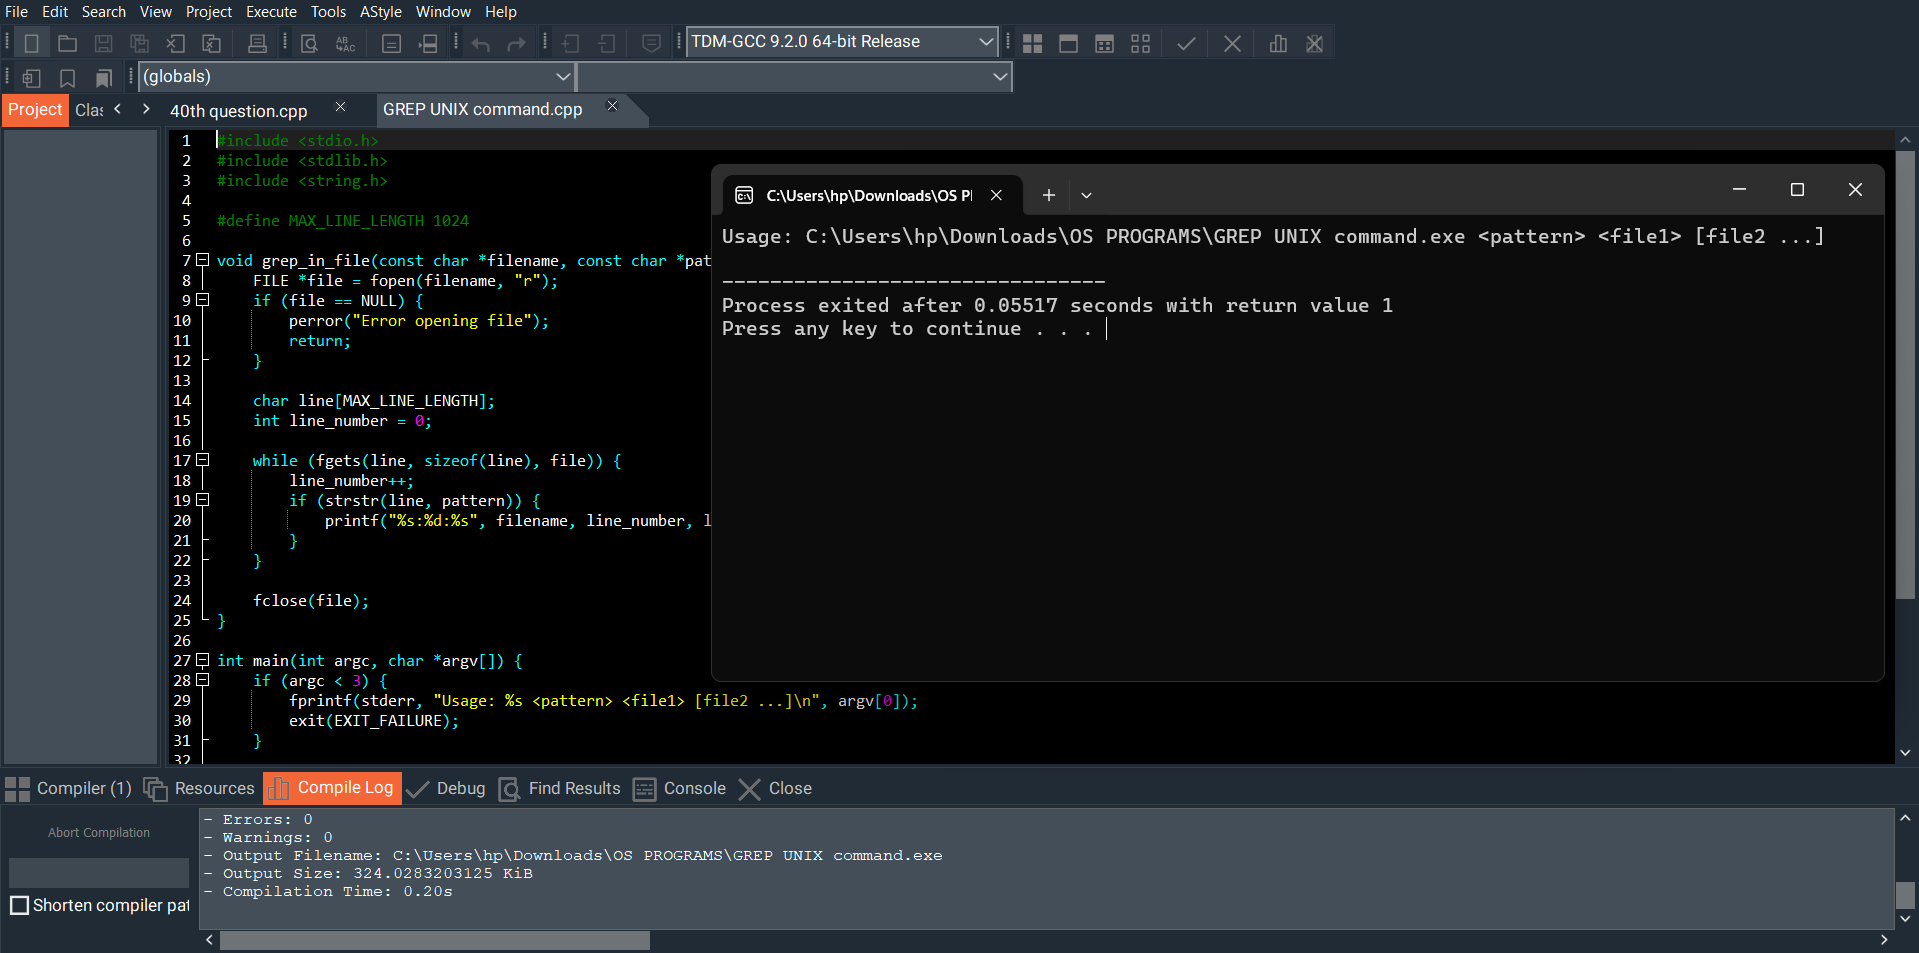 File Edit Search View Project Execute Tools AStyle Window Help
TDM-GCC 9.2.0 64-bit Release
(globals)
Project Clas 40th question.cpp GREP UNIX command.cpp
1 #include <stdio.h>
2 #include <stdlib.h>
3 #include <string.h>
4
5 #define MAX_LINE_LENGTH 1024
6
7 void grep_in_file(const char *filename, const char *pat
8 FILE *file = fopen(filename, "r");
9 if (file == NULL) {
10 perror("Error opening file");
11 return;
12 }
13
14 char line[MAX_LINE_LENGTH];
15 int line_number = 0;
16
17 while (fgets(line, sizeof(line), file)) {
18 line_number++;
19 if (strstr(line, pattern)) {
20 printf("%s:%d:%s", filename, line_number, l
21 }
22 }
23
24 fclose(file);
25 }
26
27 int main(int argc, char *argv[]) {
28 if (argc < 3) {
29 fprintf(stderr, "Usage: %s <pattern> <file1> [file2 ...]\n", argv[0]);
30 exit(EXIT_FAILURE);
31 }
32
C:\Users\hp\Downloads\OS P
Usage: C:\Users\hp\Downloads\OS PROGRAMS\GREP UNIX command.exe <pattern> <file1> [file2 ...]
--------------------------------
Process exited after 0.05517 seconds with return value 1
Press any key to continue . . .
Compiler (1) Resources Compile Log Debug Find Results Console Close
Abort Compilation
Shorten compiler pat
- Errors: 0
- Warnings: 0
- Output Filename: C:\Users\hp\Downloads\OS PROGRAMS\GREP UNIX command.exe
- Output Size: 324.0283203125 KiB
- Compilation Time: 0.20s